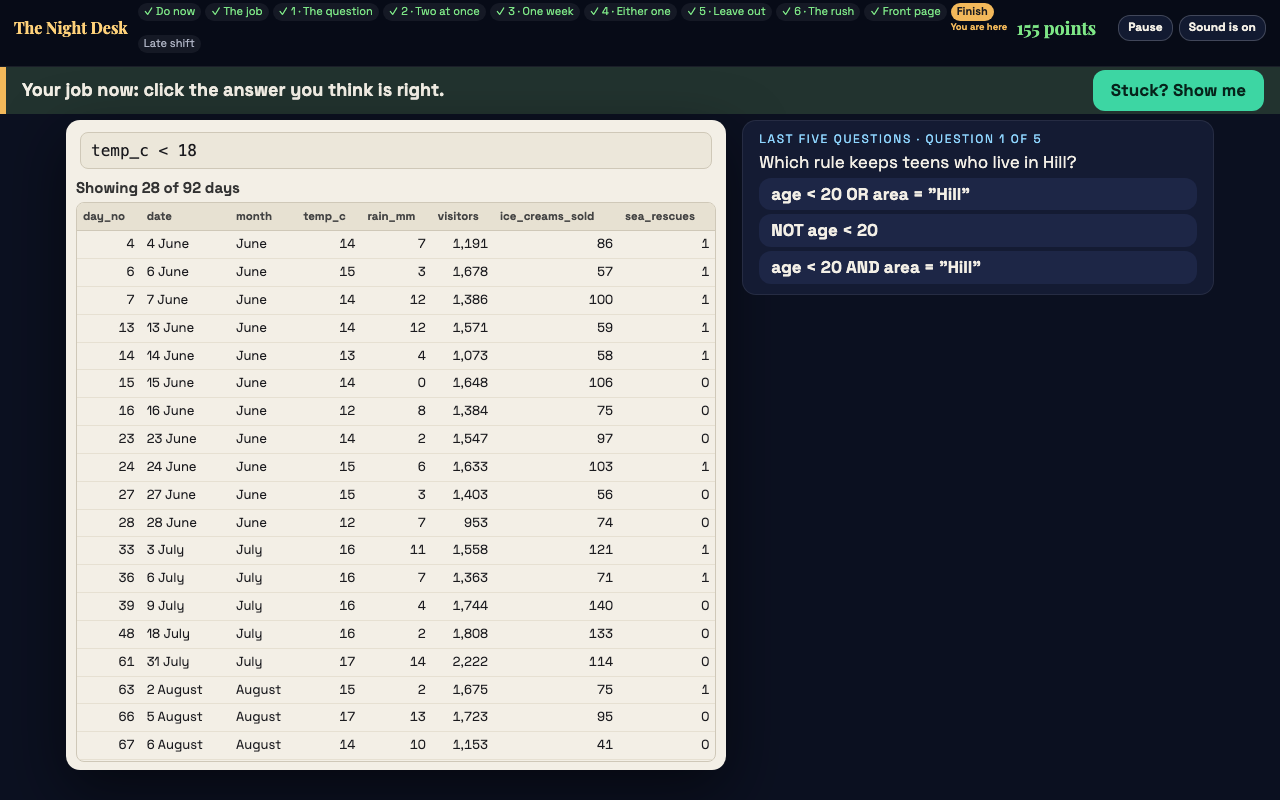 The Night Desk
✓ Do now ✓ The job ✓ 1 · The question ✓ 2 · Two at once ✓ 3 · One week ✓ 4 · Either one ✓ 5 · Leave out ✓ 6 · The rush ✓ Front page Finish
You are here
Late shift
155 points
Pause Sound is on
Your job now: click the answer you think is right.
Stuck? Show me
temp_c < 18
Showing 28 of 92 days
day_no date month temp_c rain_mm visitors ice_creams_sold sea_rescues
4 4 June June 14 7 1,191 86 1
6 6 June June 15 3 1,678 57 1
7 7 June June 14 12 1,386 100 1
13 13 June June 14 12 1,571 59 1
14 14 June June 13 4 1,073 58 1
15 15 June June 14 0 1,648 106 0
16 16 June June 12 8 1,384 75 0
23 23 June June 14 2 1,547 97 0
24 24 June June 15 6 1,633 103 1
27 27 June June 15 3 1,403 56 0
28 28 June June 12 7 953 74 0
33 3 July July 16 11 1,558 121 1
36 6 July July 16 7 1,363 71 1
39 9 July July 16 4 1,744 140 0
48 18 July July 16 2 1,808 133 0
61 31 July July 17 14 2,222 114 0
63 2 August August 15 2 1,675 75 1
66 5 August August 17 13 1,723 95 0
67 6 August August 14 10 1,153 41 0
LAST FIVE QUESTIONS · QUESTION 1 OF 5
Which rule keeps teens who live in Hill?
age < 20 OR area = ”Hill”
NOT age < 20
age < 20 AND area = ”Hill”